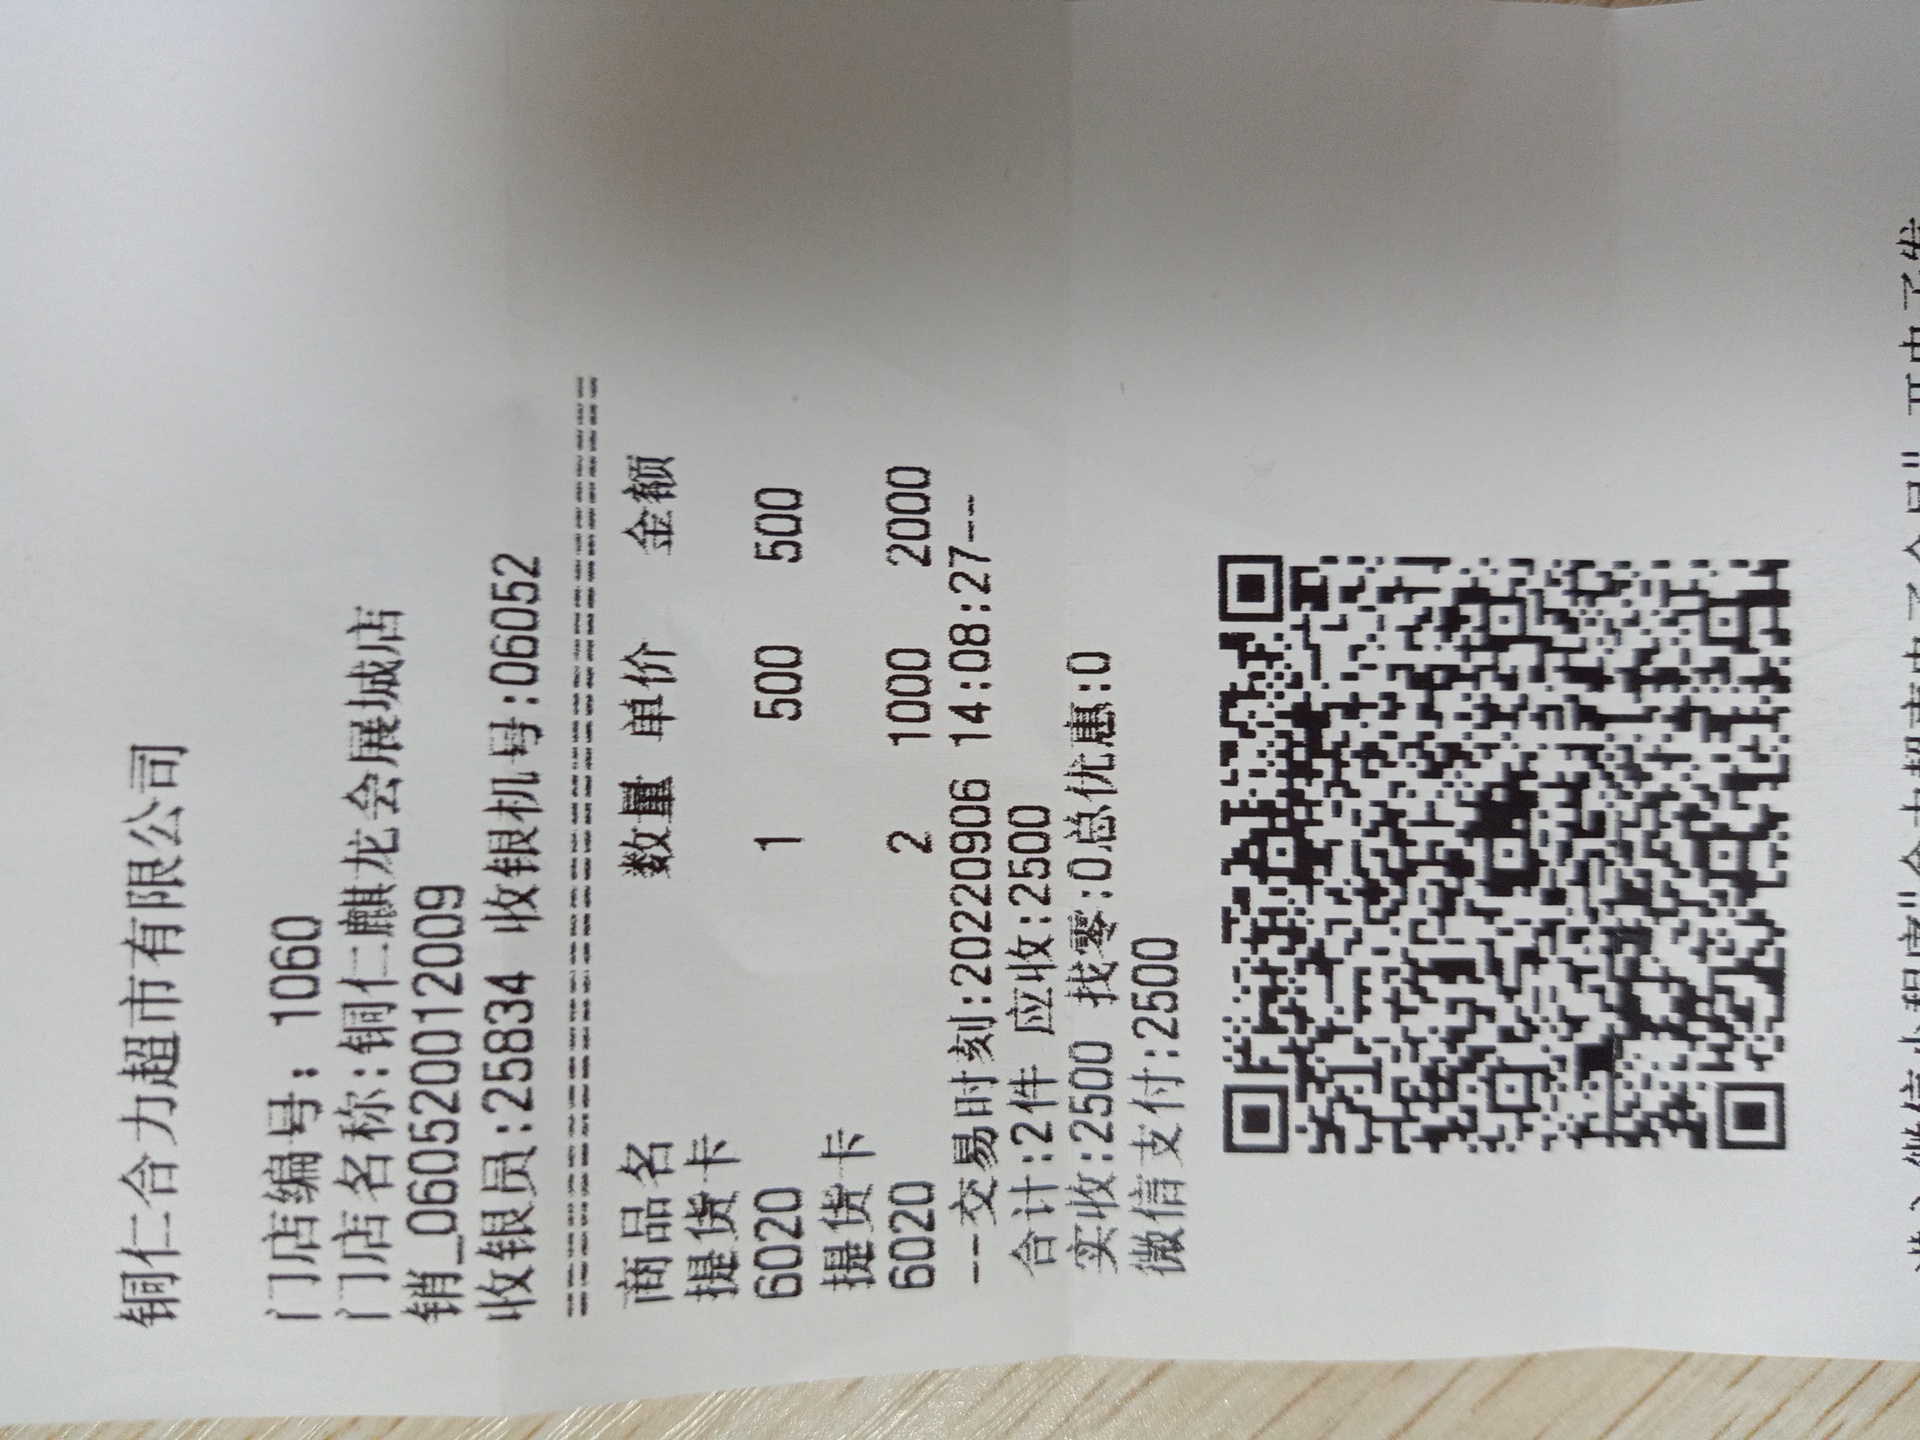 铜仁合力超市有限公司
门店编号: 1060
门店名称:铜仁麒龙会展城店
销_060520012009
收银员:25834 收银机号:06052
==========================================
商品名 数量 单价 金额
提货卡
6020 1 500 500
提货卡
6020 2 1000 2000
--交易时刻:20220906 14:08:27--
合计:2件 应收:2500
实收:2500 找零:0总优惠:0
微信支付:2500